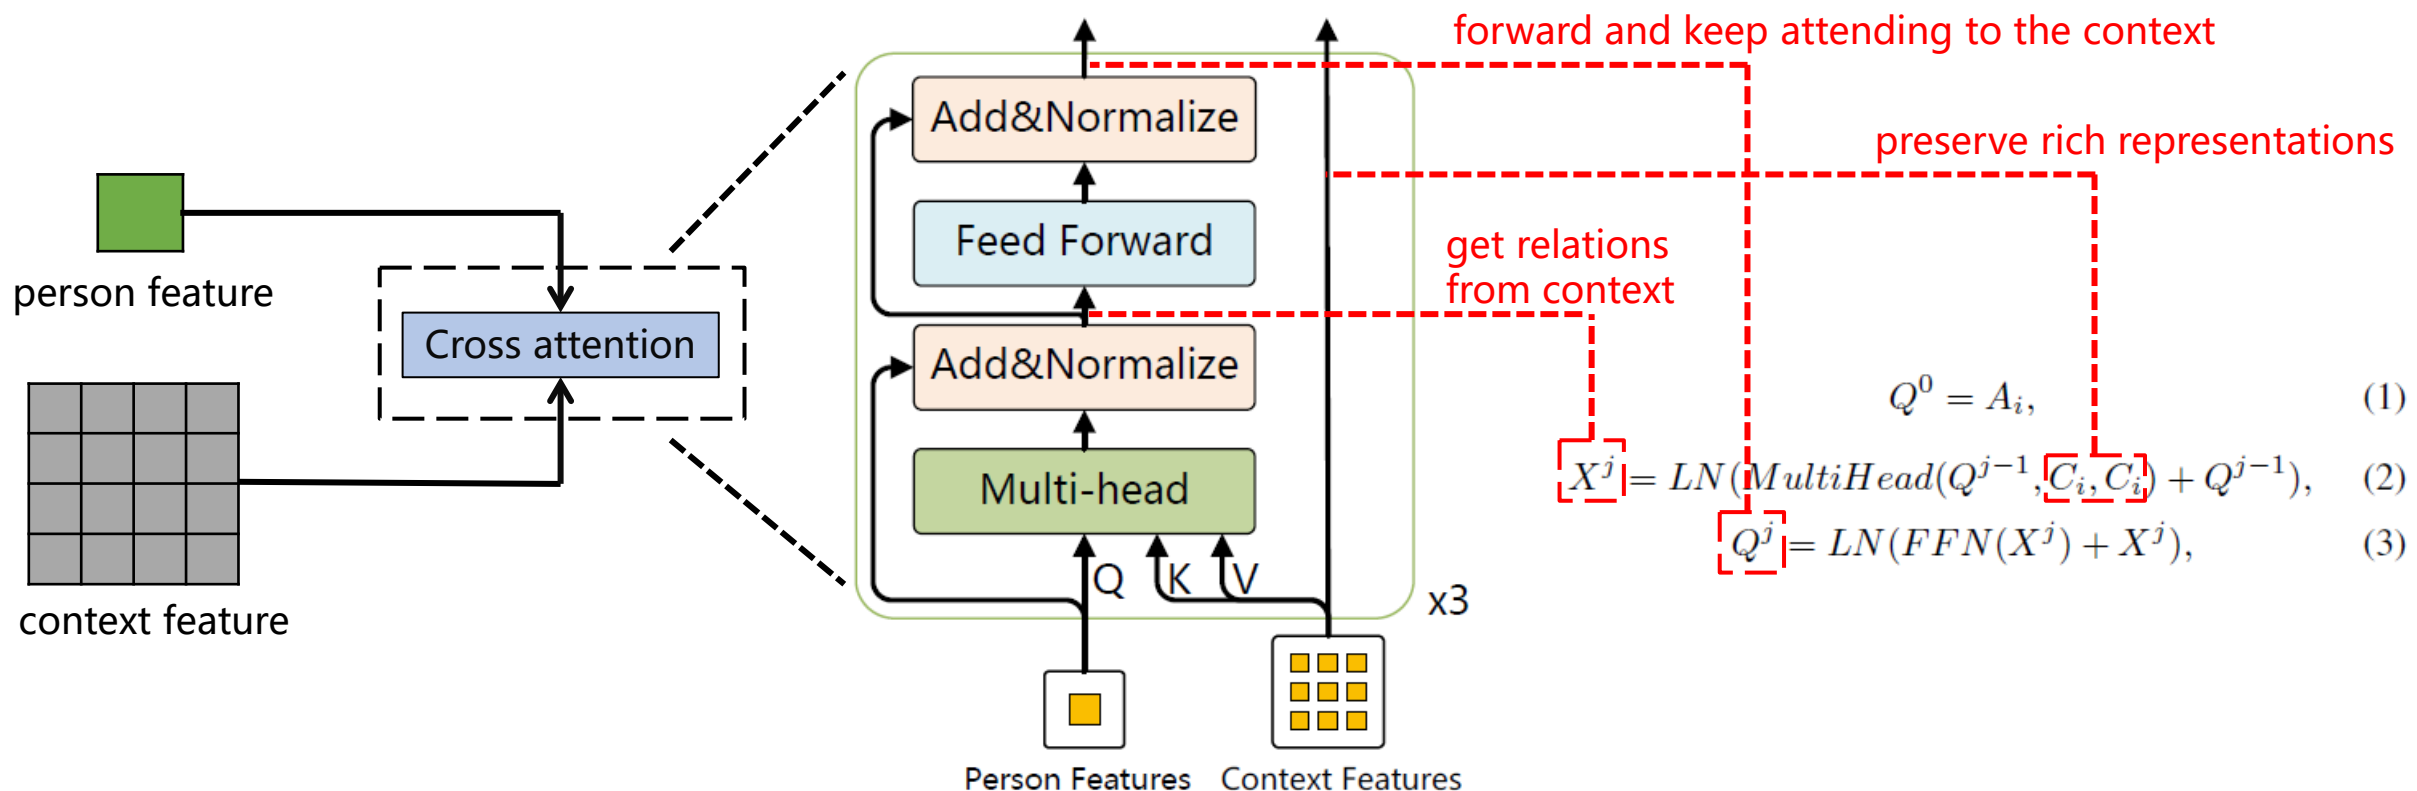 person feature
context feature
Cross attention
Add&Normalize
Feed Forward
Add&Normalize
Multi-head
Q
K
V
x3
Person Features
Context Features
forward and keep attending to the context
preserve rich representations
get relations
from context
Q^0 = A_i, (1)
X^j = LN(MultiHead(Q^{j-1}, C_i, C_i) + Q^{j-1}), (2)
Q^j = LN(FFN(X^j) + X^j), (3)